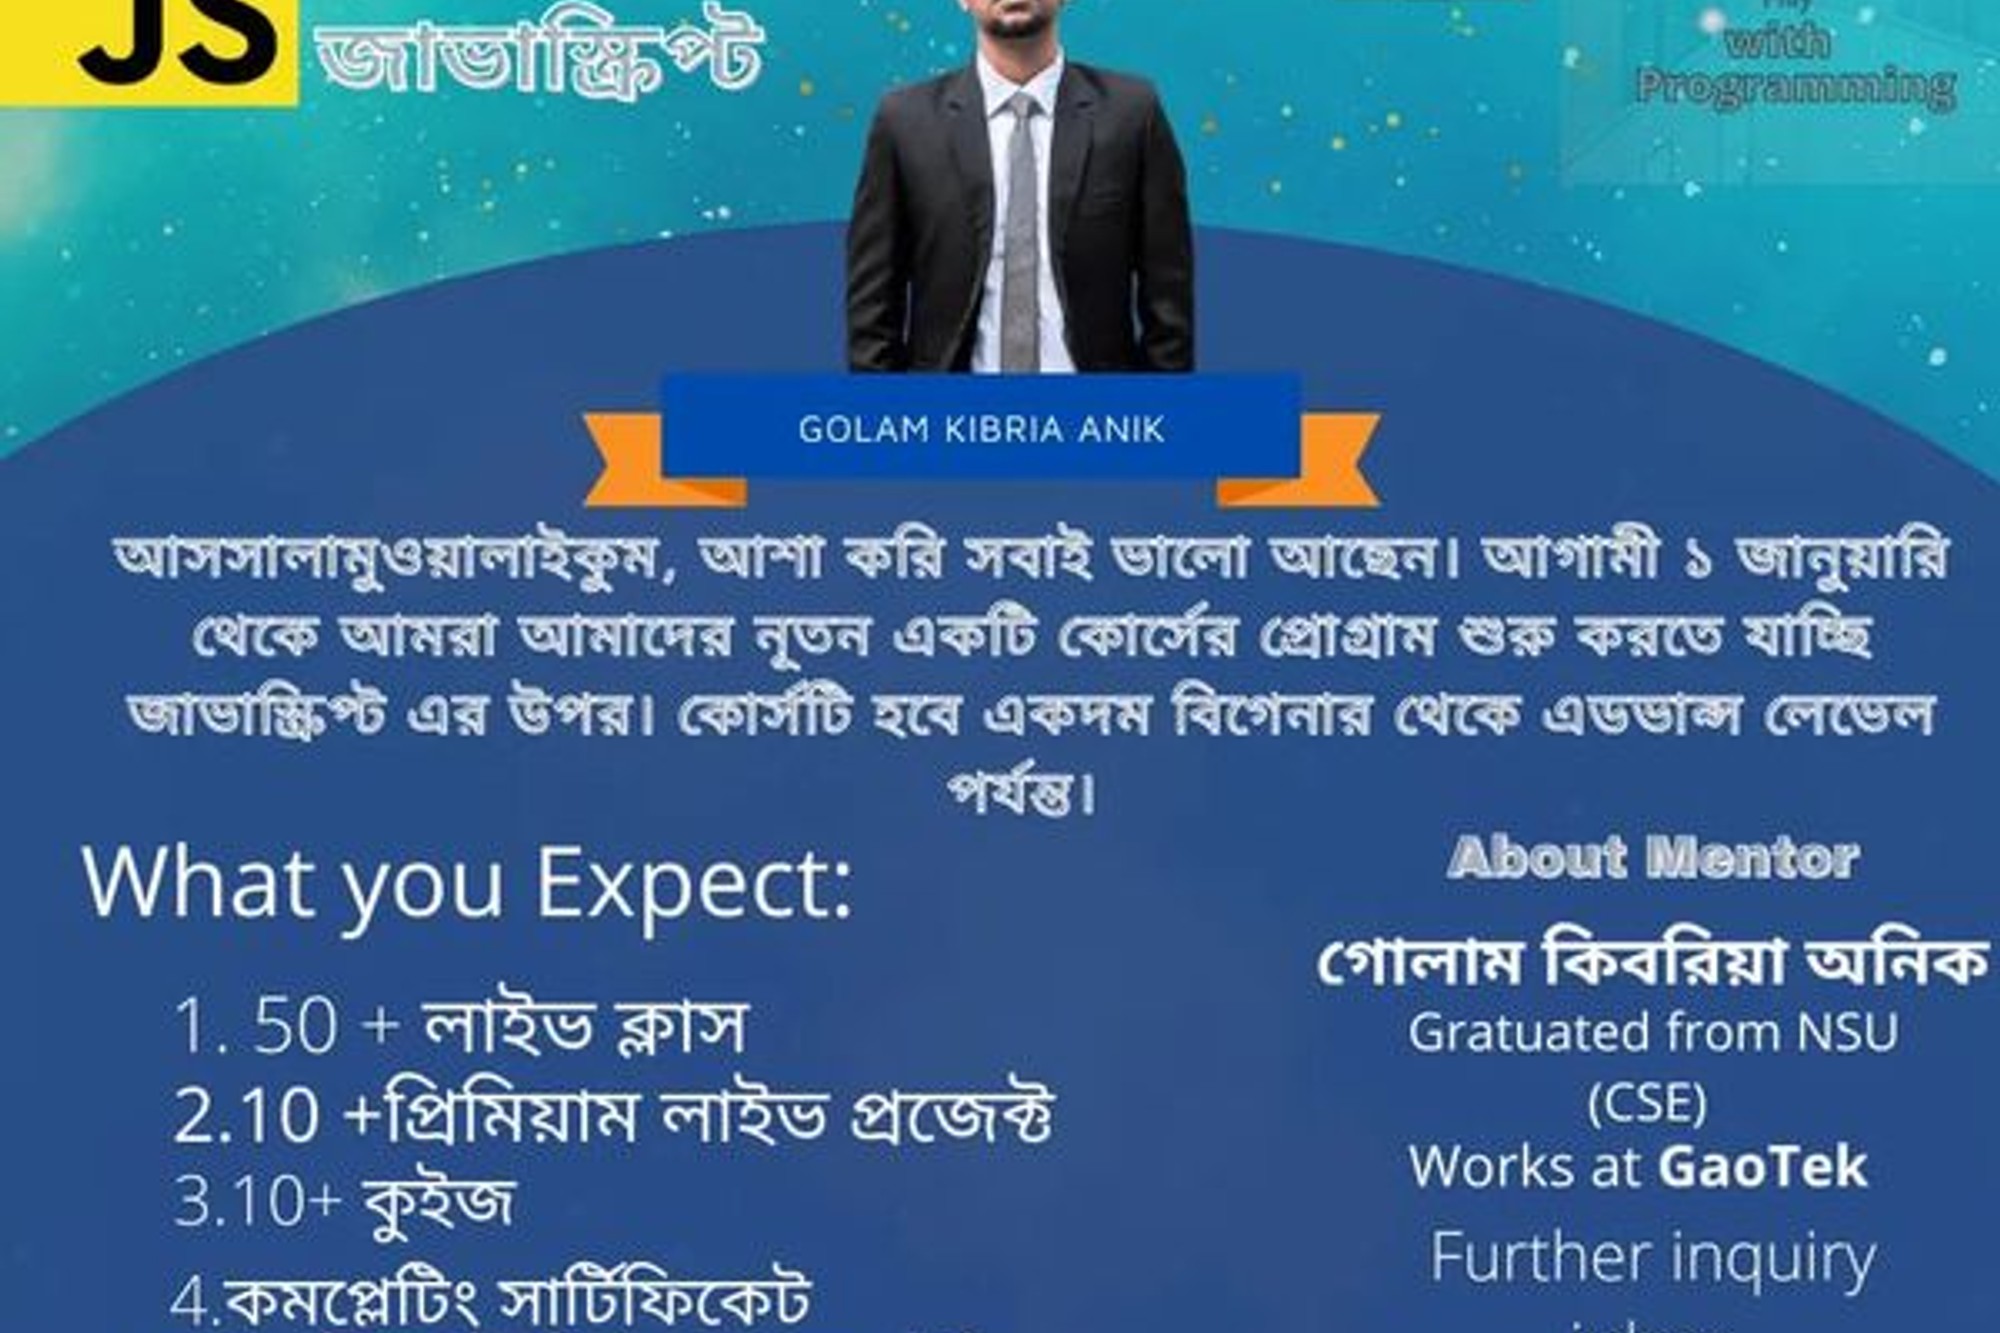 JS জাভাস্ক্রিপ্ট
with
Programming
GOLAM KIBRIA ANIK
আসসালামুওয়ালাইকুম, আশা করি সবাই ভালো আছেন। আগামী ১ জানুয়ারি
থেকে আমরা আমাদের নূতন একটি কোর্সের প্রোগ্রাম শুরু করতে যাচ্ছি
জাভাস্ক্রিপ্ট এর উপর। কোর্সটি হবে একদম বিগেনার থেকে এডভান্স লেভেল
পর্যন্ত।
What you Expect:
1. 50 + লাইভ ক্লাস
2.10 +প্রিমিয়াম লাইভ প্রজেক্ট
3.10+ কুইজ
4.কমপ্লেটিং সার্টিফিকেট
About Mentor
গোলাম কিবরিয়া অনিক
Gratuated from NSU
(CSE)
Works at GaoTek
Further inquiry